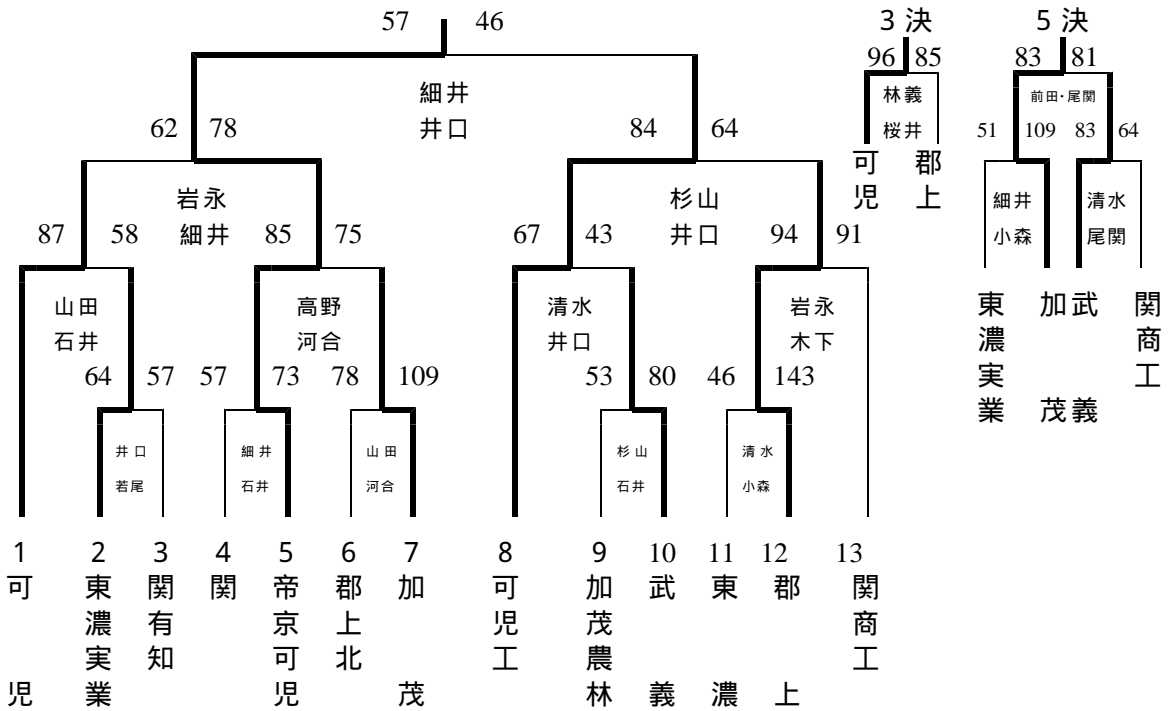 57 46
3決 5決
96 85
83 81
細井
井口
林義
桜井
前田・尾関
62 78
84 64
51 109 83 64
可児 郡上
岩永
細井
杉山
井口
細井
小森
清水
尾関
87 58 85 75
67 43 94 91
東濃実業 加茂 武義 関商工
山田
石井
高野
河合
清水
井口
岩永
木下
64 57 57 73 78 109
53 80 46 143
井口
若尾
細井
石井
山田
河合
杉山
石井
清水
小森
1 2 3 4 5 6 7 8 9 10 11 12 13
可児
東濃実業
関有知
関
帝京可児
郡上北
加茂
可児工
加茂農林
武義
東濃
郡上
関商工